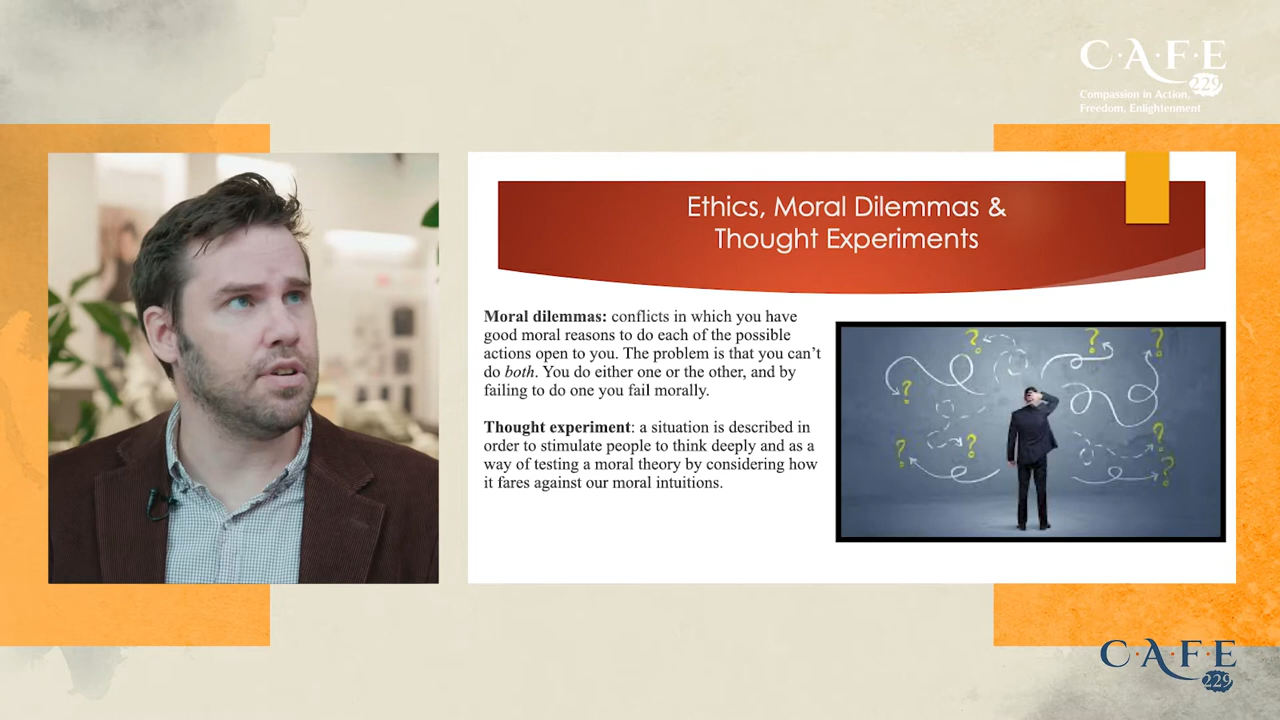 C·A·F·E
229
Compassion in Action,
Freedom, Enlightenment
Ethics, Moral Dilemmas &
Thought Experiments
Moral dilemmas: conflicts in which you have
good moral reasons to do each of the possible
actions open to you. The problem is that you can’t
do both. You do either one or the other, and by
failing to do one you fail morally.
Thought experiment: a situation is described in
order to stimulate people to think deeply and as a
way of testing a moral theory by considering how
it fares against our moral intuitions.
? ? ?
? ?
? ? ?
C·A·F·E
229